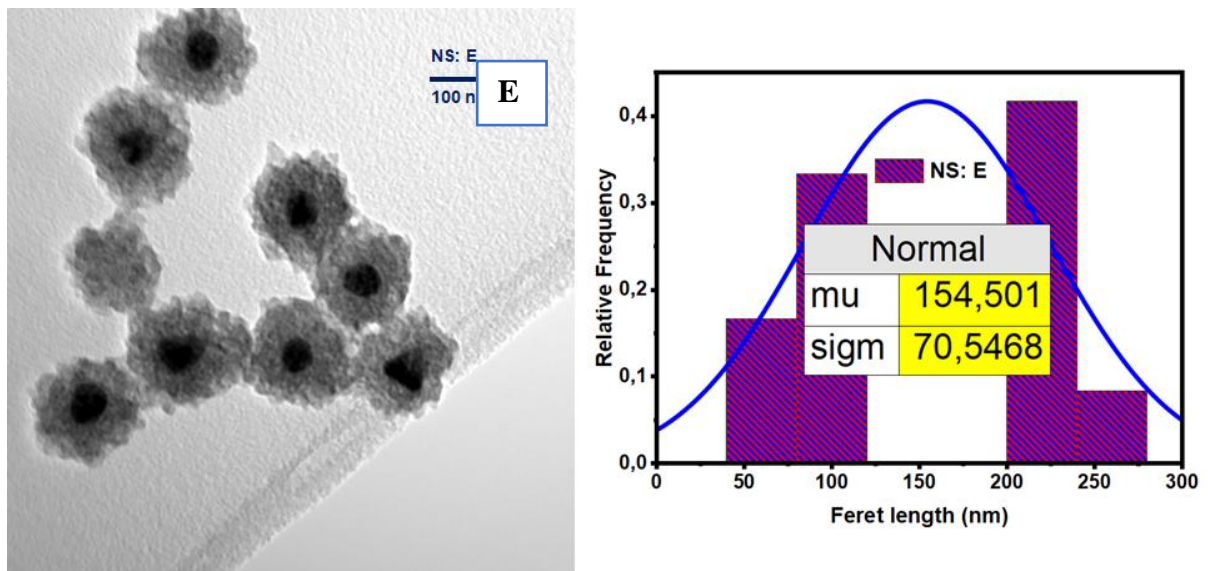 NS: E
100 n
E
Relative Frequency
0,4
0,3
0,2
0,1
0,0
NS: E
Normal
mu 154,501
sigm 70,5468
0 50 100 150 200 250 300
Feret length (nm)